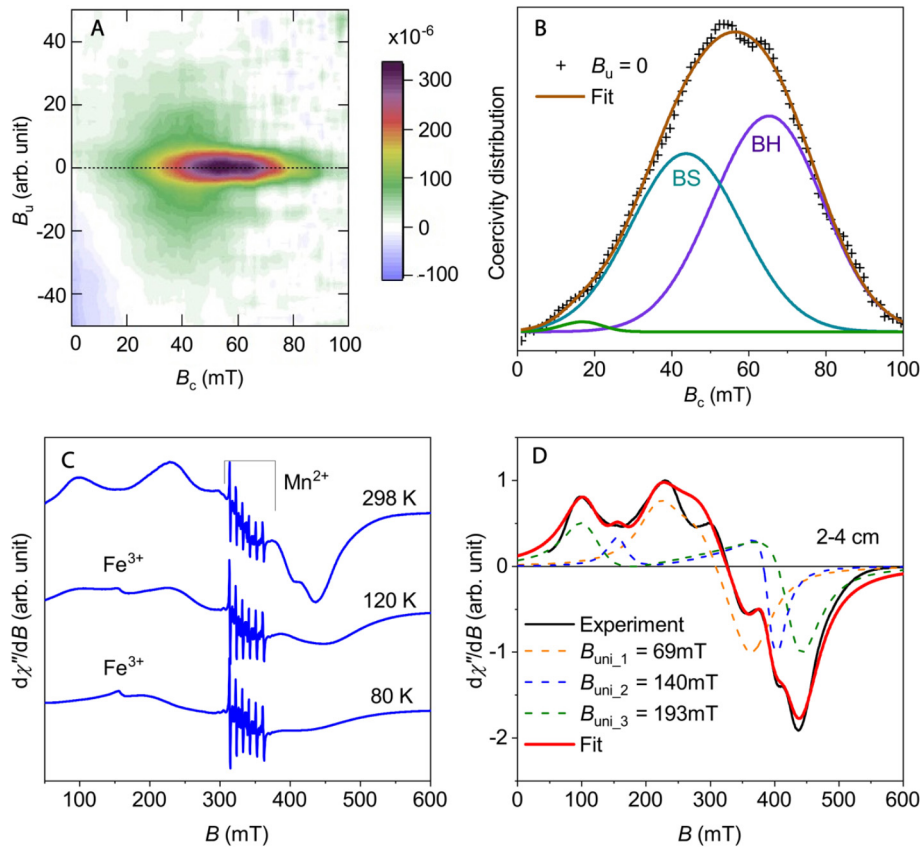 A
x10⁻⁶
40
20
0
-20
-40
0
20
40
60
80
100
300
200
100
0
-100
Bᵤ (arb. unit)
B꜀ (mT)
B
+ Bᵤ = 0
Fit
BS
BH
Coercivity distribution
0
20
40
60
80
100
B꜀ (mT)
C
Mn²⁺
298 K
Fe³⁺
120 K
Fe³⁺
80 K
dχ″/dB (arb. unit)
100
200
300
400
500
600
B (mT)
D
1
0
-1
-2
2-4 cm
Experiment
Buni_1 = 69mT
Buni_2 = 140mT
Buni_3 = 193mT
Fit
dχ″/dB (arb. unit)
0
100
200
300
400
500
600
B (mT)